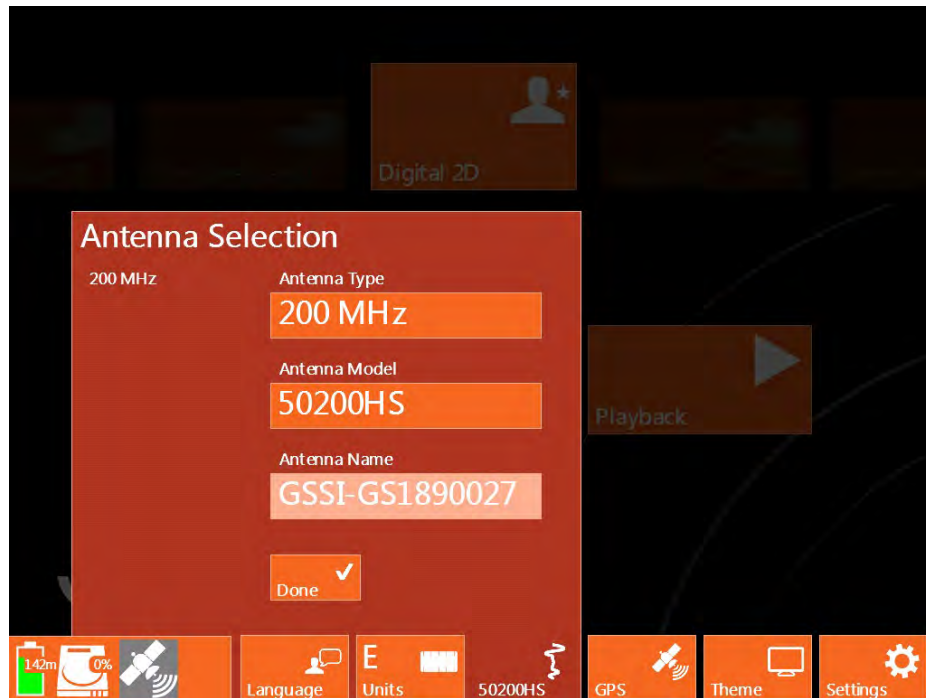 Digital 2D
Antenna Selection
200 MHz
Antenna Type
200 MHz
Antenna Model
50200HS
Playback
Antenna Name
GSSI-GS1890027
Done
142m
0%
Language
E
Units
50200HS
GPS
Theme
Settings